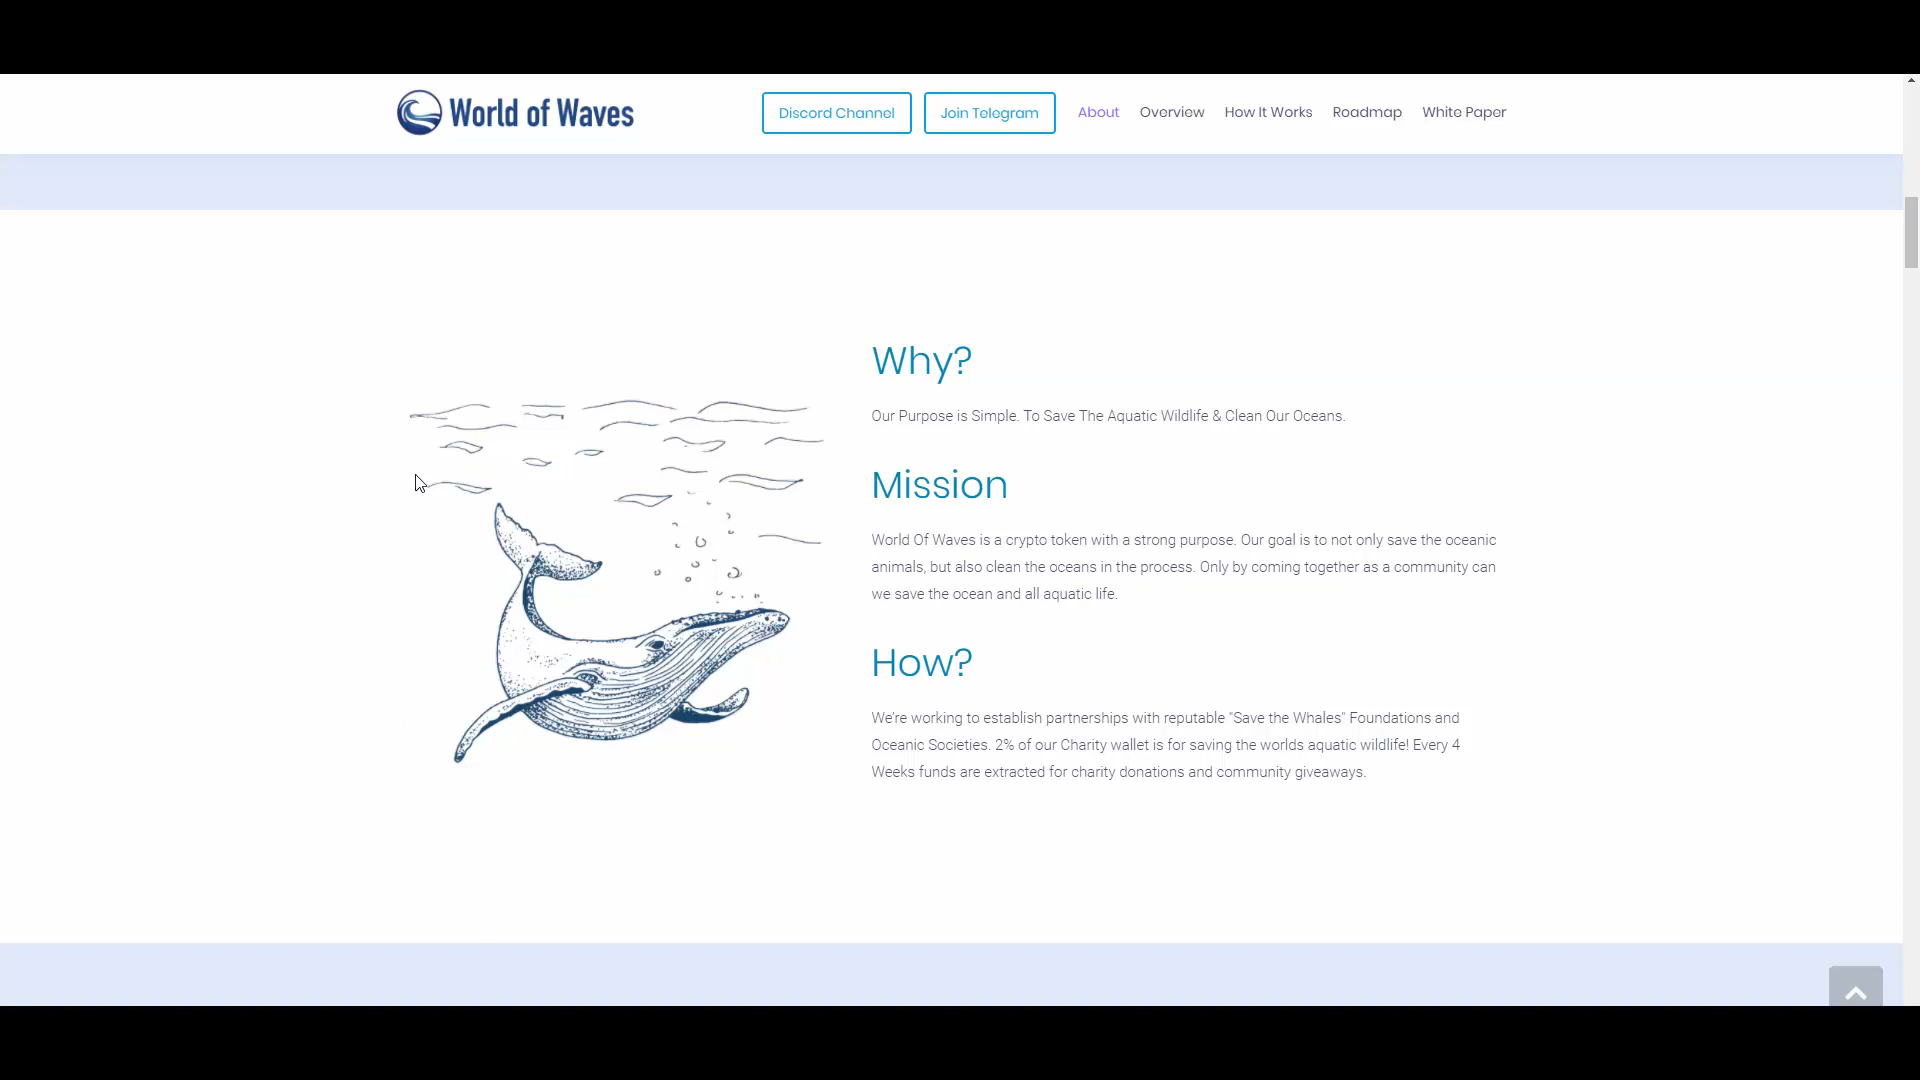 World of Waves
Discord Channel
Join Telegram
About
Overview
How It Works
Roadmap
White Paper
Why?
Our Purpose is Simple. To Save The Aquatic Wildlife & Clean Our Oceans.
Mission
World Of Waves is a crypto token with a strong purpose. Our goal is to not only save the oceanic
animals, but also clean the oceans in the process. Only by coming together as a community can
we save the ocean and all aquatic life.
How?
We're working to establish partnerships with reputable "Save the Whales" Foundations and
Oceanic Societies. 2% of our Charity wallet is for saving the worlds aquatic wildlife! Every 4
Weeks funds are extracted for charity donations and community giveaways.